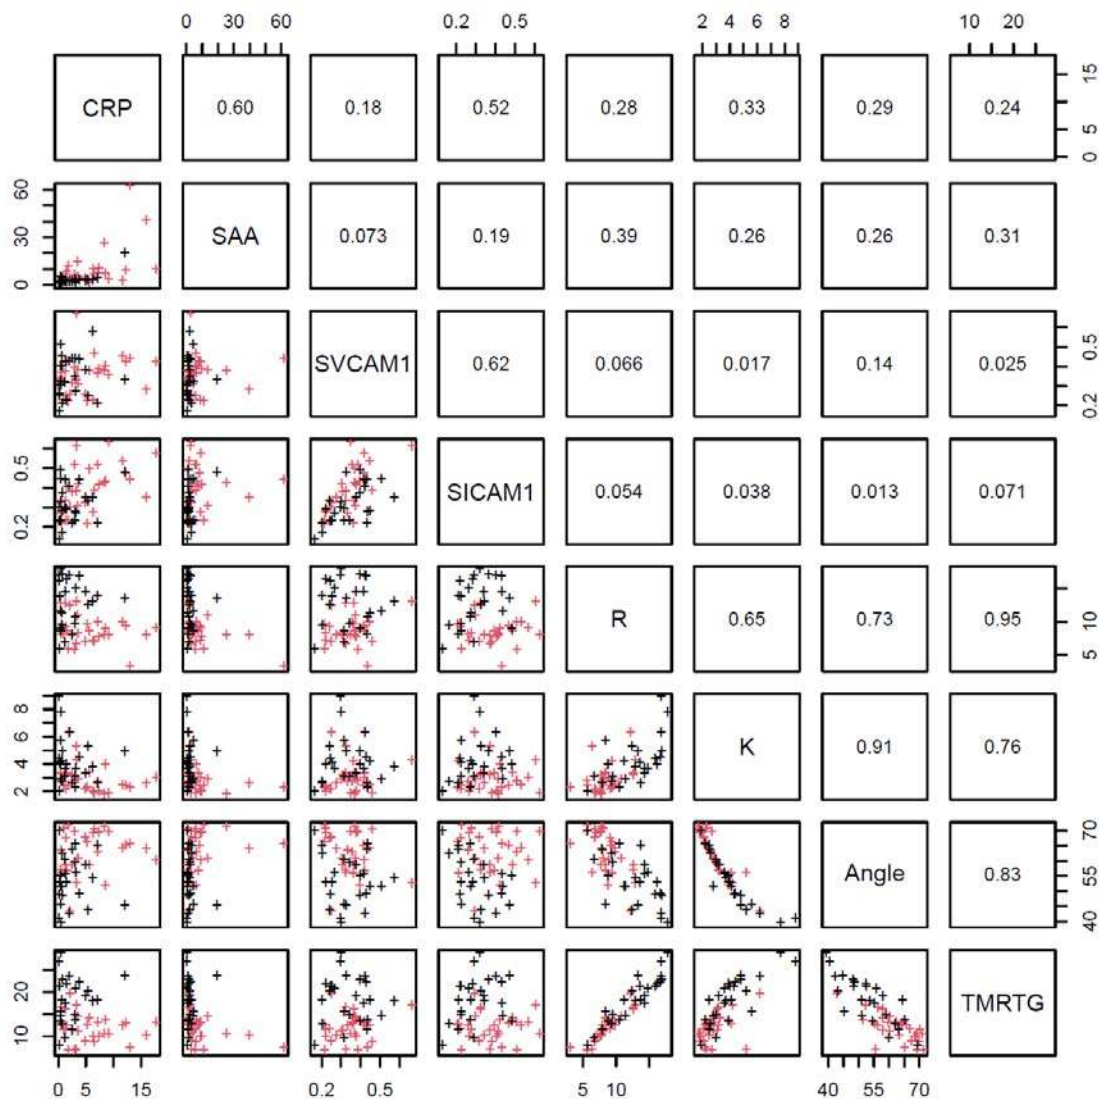 0 30 60 0.2 0.5 2 4 6 8 10 20
CRP 0.60 0.18 0.52 0.28 0.33 0.29 0.24 0 5 15
0 30 60 SAA 0.073 0.19 0.39 0.26 0.26 0.31
SVCAM1 0.62 0.066 0.017 0.14 0.025 0.2 0.5
0.2 0.5 SICAM1 0.054 0.038 0.013 0.071
R 0.65 0.73 0.95 5 10
2 4 6 8 K 0.91 0.76
Angle 0.83 40 55 70
10 20 TMRTG
0 5 15 0.2 0.5 5 10 40 55 70